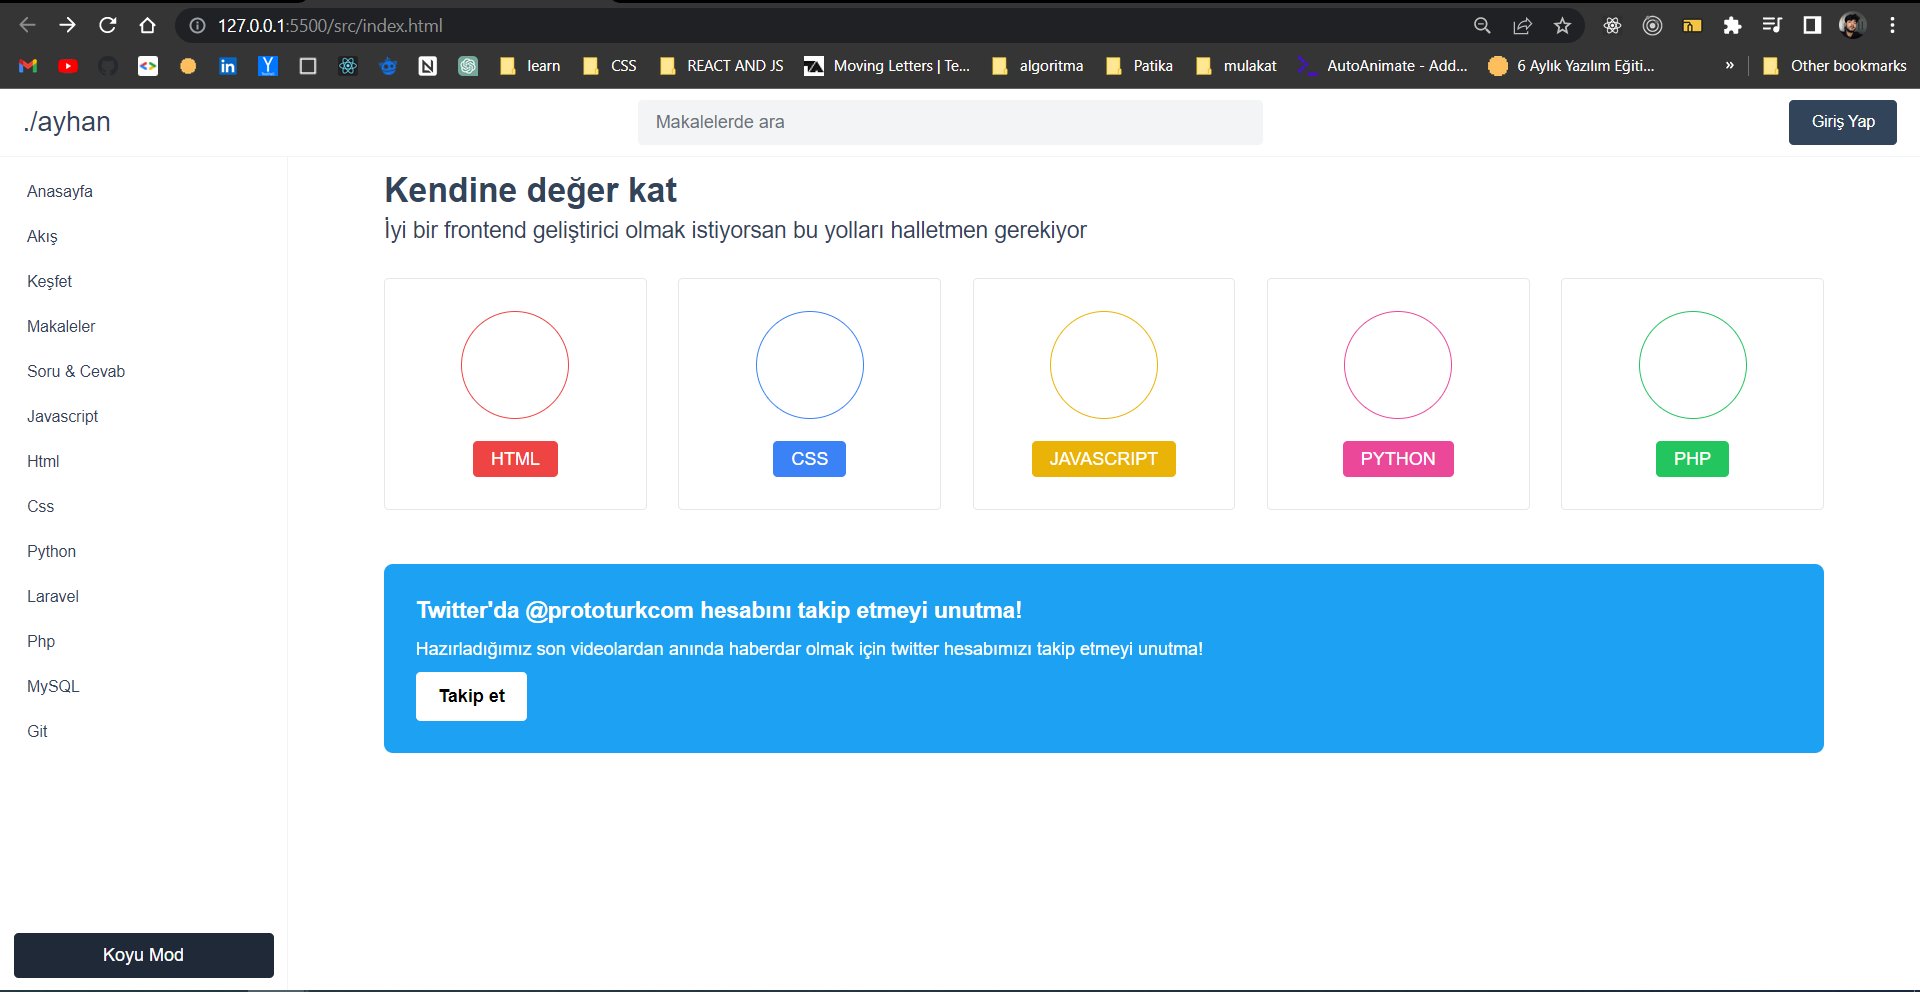 127.0.0.1:5500/src/index.html
learn
CSS
REACT AND JS
Moving Letters | Te...
algoritma
Patika
mulakat
AutoAnimate - Add...
6 Aylık Yazılım Eğiti...
»
Other bookmarks
./ayhan
Makalelerde ara
Giriş Yap
Anasayfa
Akış
Keşfet
Makaleler
Soru & Cevab
Javascript
Html
Css
Python
Laravel
Php
MySQL
Git
Koyu Mod
Kendine değer kat
İyi bir frontend geliştirici olmak istiyorsan bu yolları halletmen gerekiyor
HTML
CSS
JAVASCRIPT
PYTHON
PHP
Twitter'da @prototurkcom hesabını takip etmeyi unutma!
Hazırladığımız son videolardan anında haberdar olmak için twitter hesabımızı takip etmeyi unutma!
Takip et